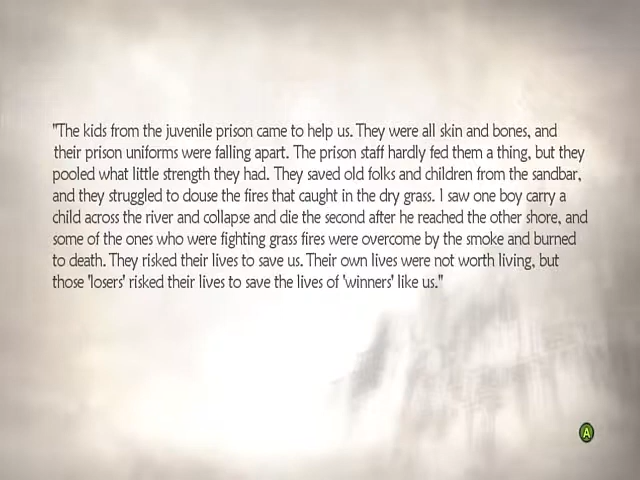 "The kids from the juvenile prison came to help us. They were all skin and bones, and
their prison uniforms were falling apart. The prison staff hardly fed them a thing, but they
pooled what little strength they had. They saved old folks and children from the sandbar,
and they struggled to douse the fires that caught in the dry grass. I saw one boy carry a
child across the river and collapse and die the second after he reached the other shore, and
some of the ones who were fighting grass fires were overcome by the smoke and burned
to death. They risked their lives to save us. Their own lives were not worth living, but
those 'losers' risked their lives to save the lives of 'winners' like us."
A